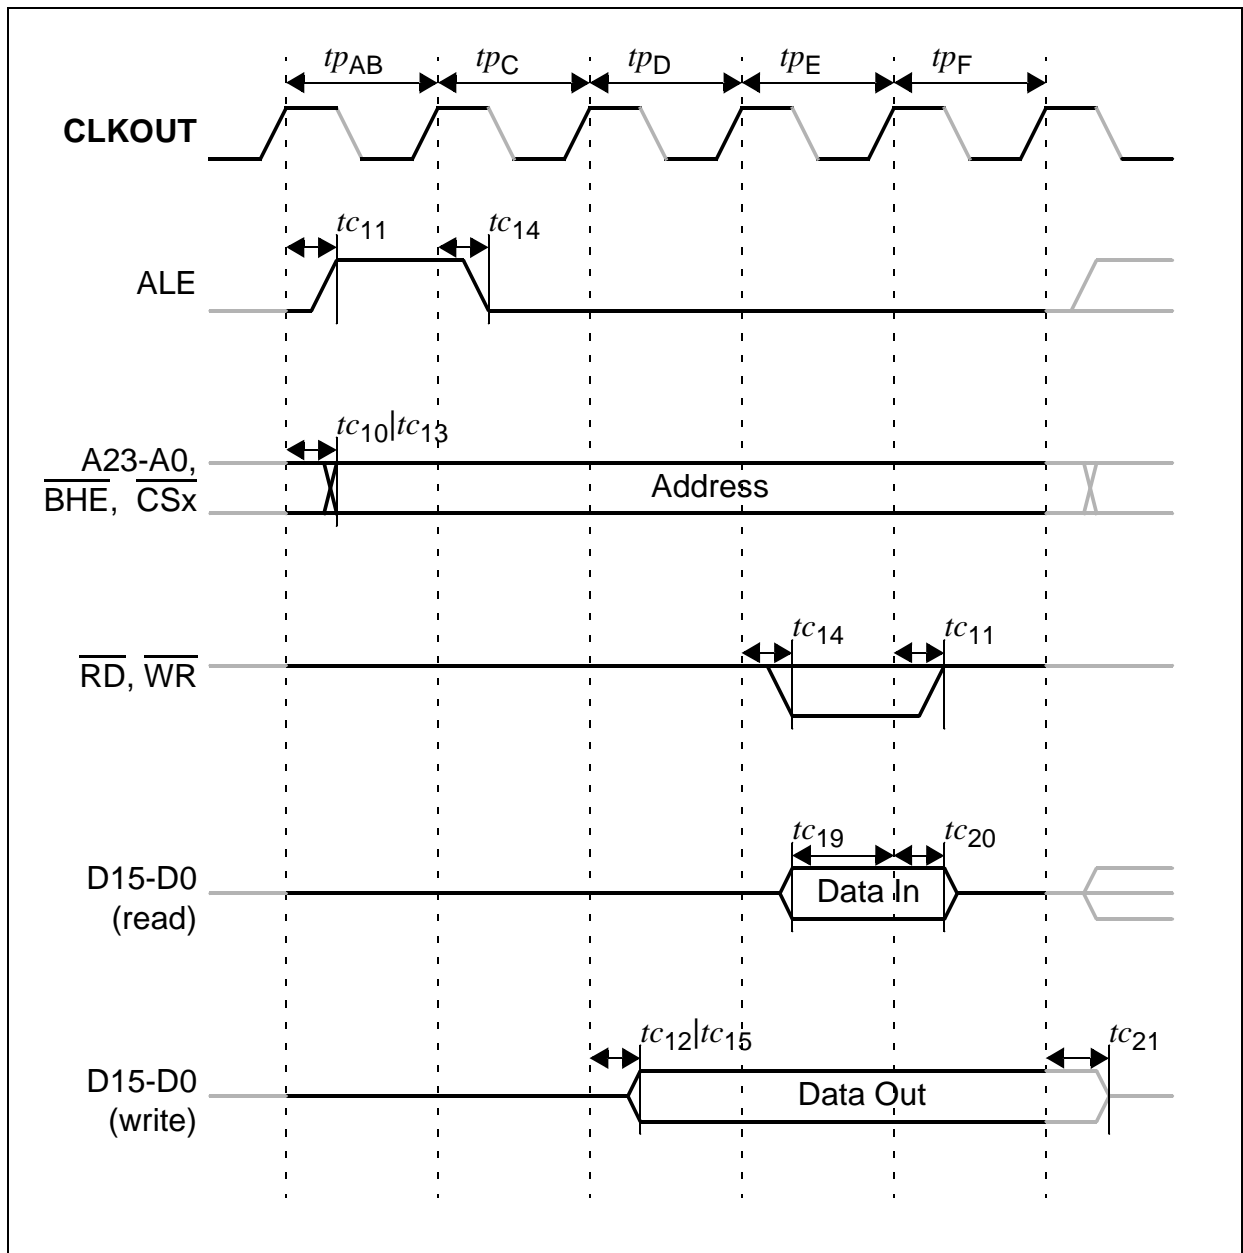 tpAB tpC tpD tpE tpF
CLKOUT
tc11 tc14
ALE
tc10|tc13
A23-A0,
BHE, CSx
Address
tc14 tc11
RD, WR
tc19 tc20
D15-D0
(read)
Data In
tc12|tc15 tc21
D15-D0
(write)
Data Out